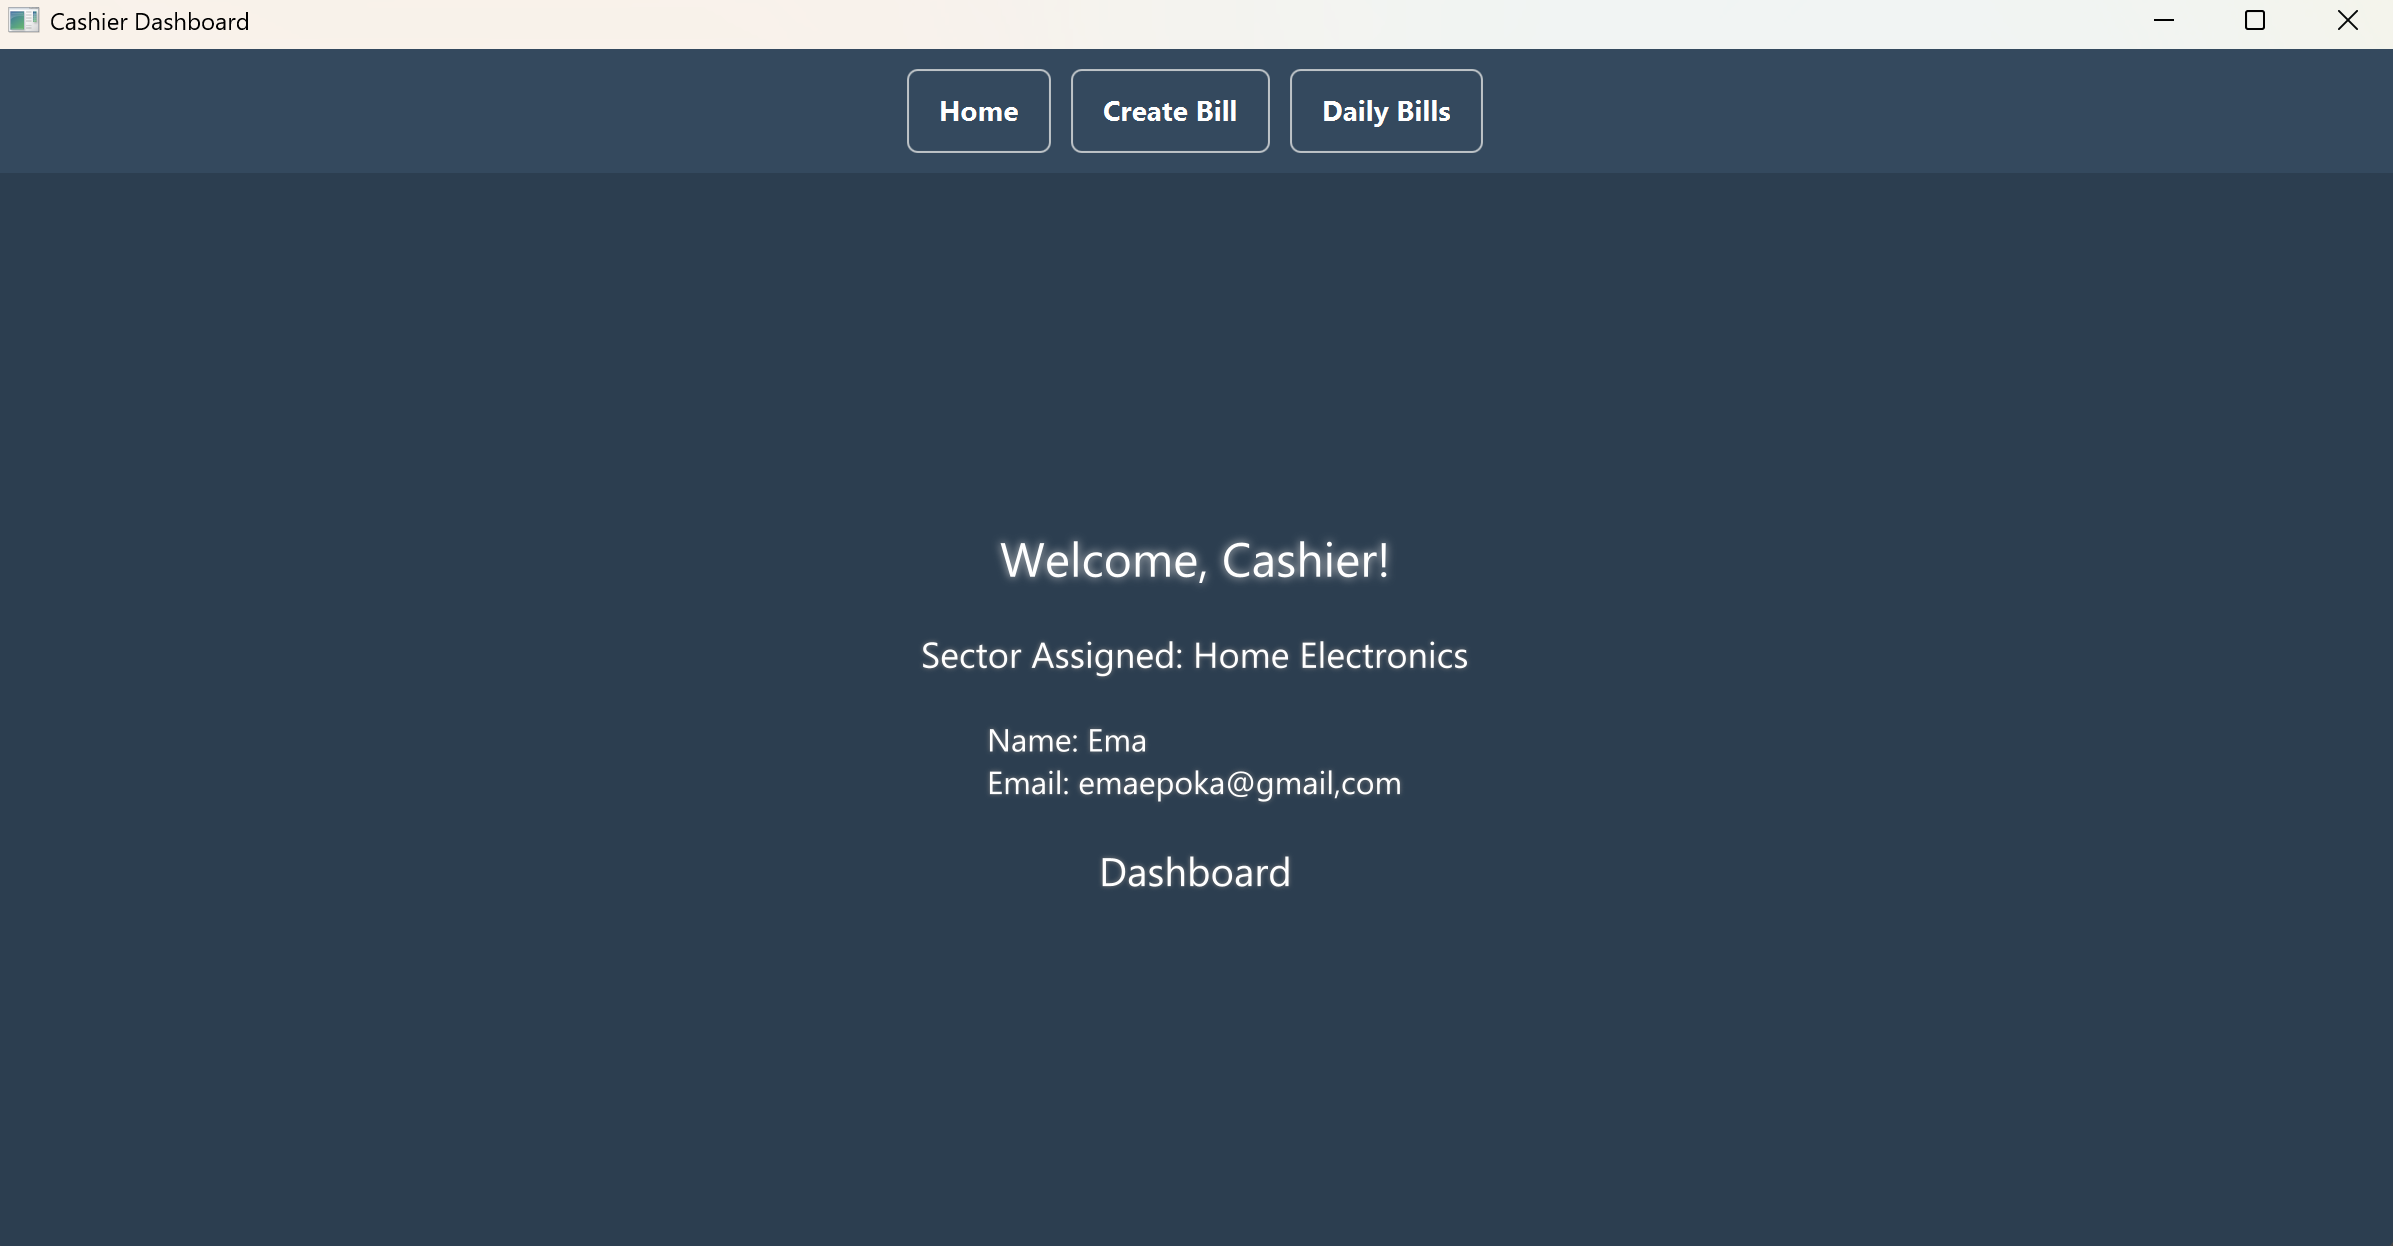 Cashier Dashboard
Home
Create Bill
Daily Bills
Welcome, Cashier!
Sector Assigned: Home Electronics
Name: Ema
Email: emaepoka@gmail,com
Dashboard